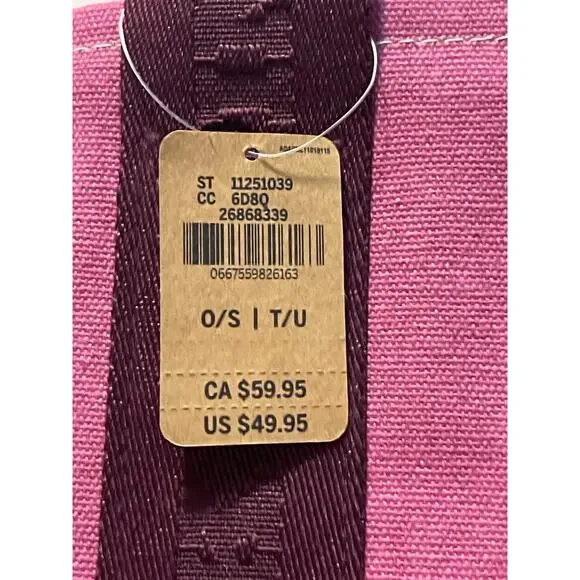 ST 11251039
CC 6D8Q
26868339
0667559826163
O/S | T/U
CA $59.95
US $49.95